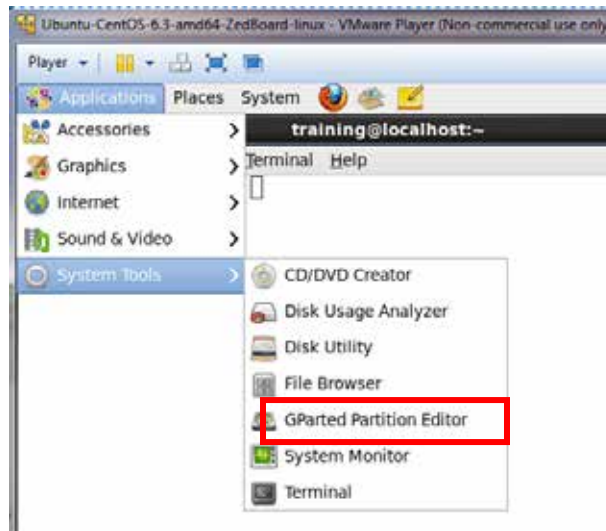 Ubuntu-CentOS-6.3-amd64-ZedBoard-linux - VMware Player (Non-commercial use only
Player
Applications Places System
Accessories
training@localhost:~
Graphics
Terminal Help
Internet
Sound & Video
System Tools
CD/DVD Creator
Disk Usage Analyzer
Disk Utility
File Browser
GParted Partition Editor
System Monitor
Terminal